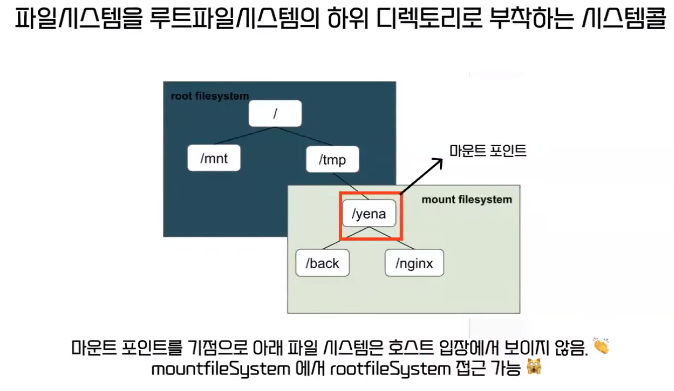 파일시스템을 루트파일시스템의 하위 디렉토리로 부착하는 시스템콜
root filesystem
/
/mnt
/tmp
마운트 포인트
mount filesystem
/yena
/back
/nginx
마운트 포인트를 기점으로 아래 파일 시스템은 호스트 입장에서 보이지 않음. 👏
mountfileSystem 에서 rootfileSystem 접근 가능 🙀